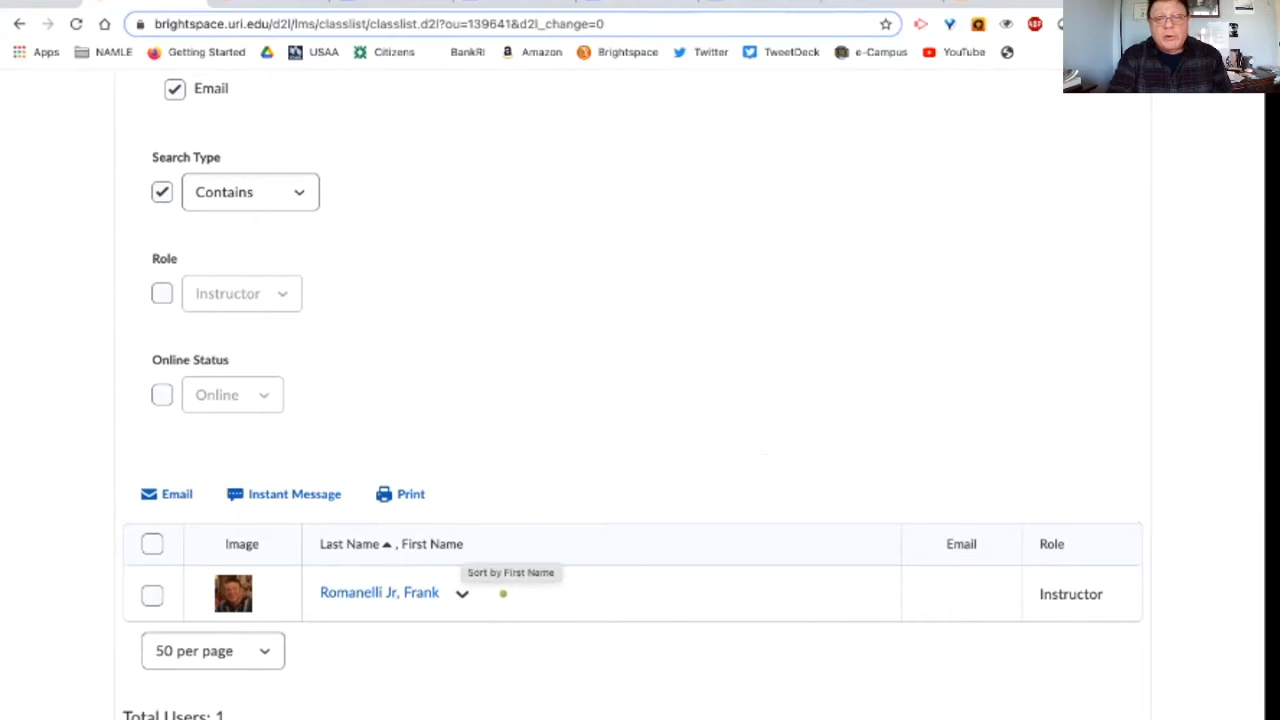 brightspace.uri.edu/d2l/lms/classlist/classlist.d2l?ou=139641&d2l_change=0
Apps NAMLE Getting Started USAA Citizens BankRI Amazon Brightspace Twitter TweetDeck e-Campus YouTube
Email
Search Type
Contains
Role
Instructor
Online Status
Online
Email Instant Message Print
Image Last Name , First Name Email Role
Sort by First Name
Romanelli Jr, Frank Instructor
50 per page
Total Users: 1